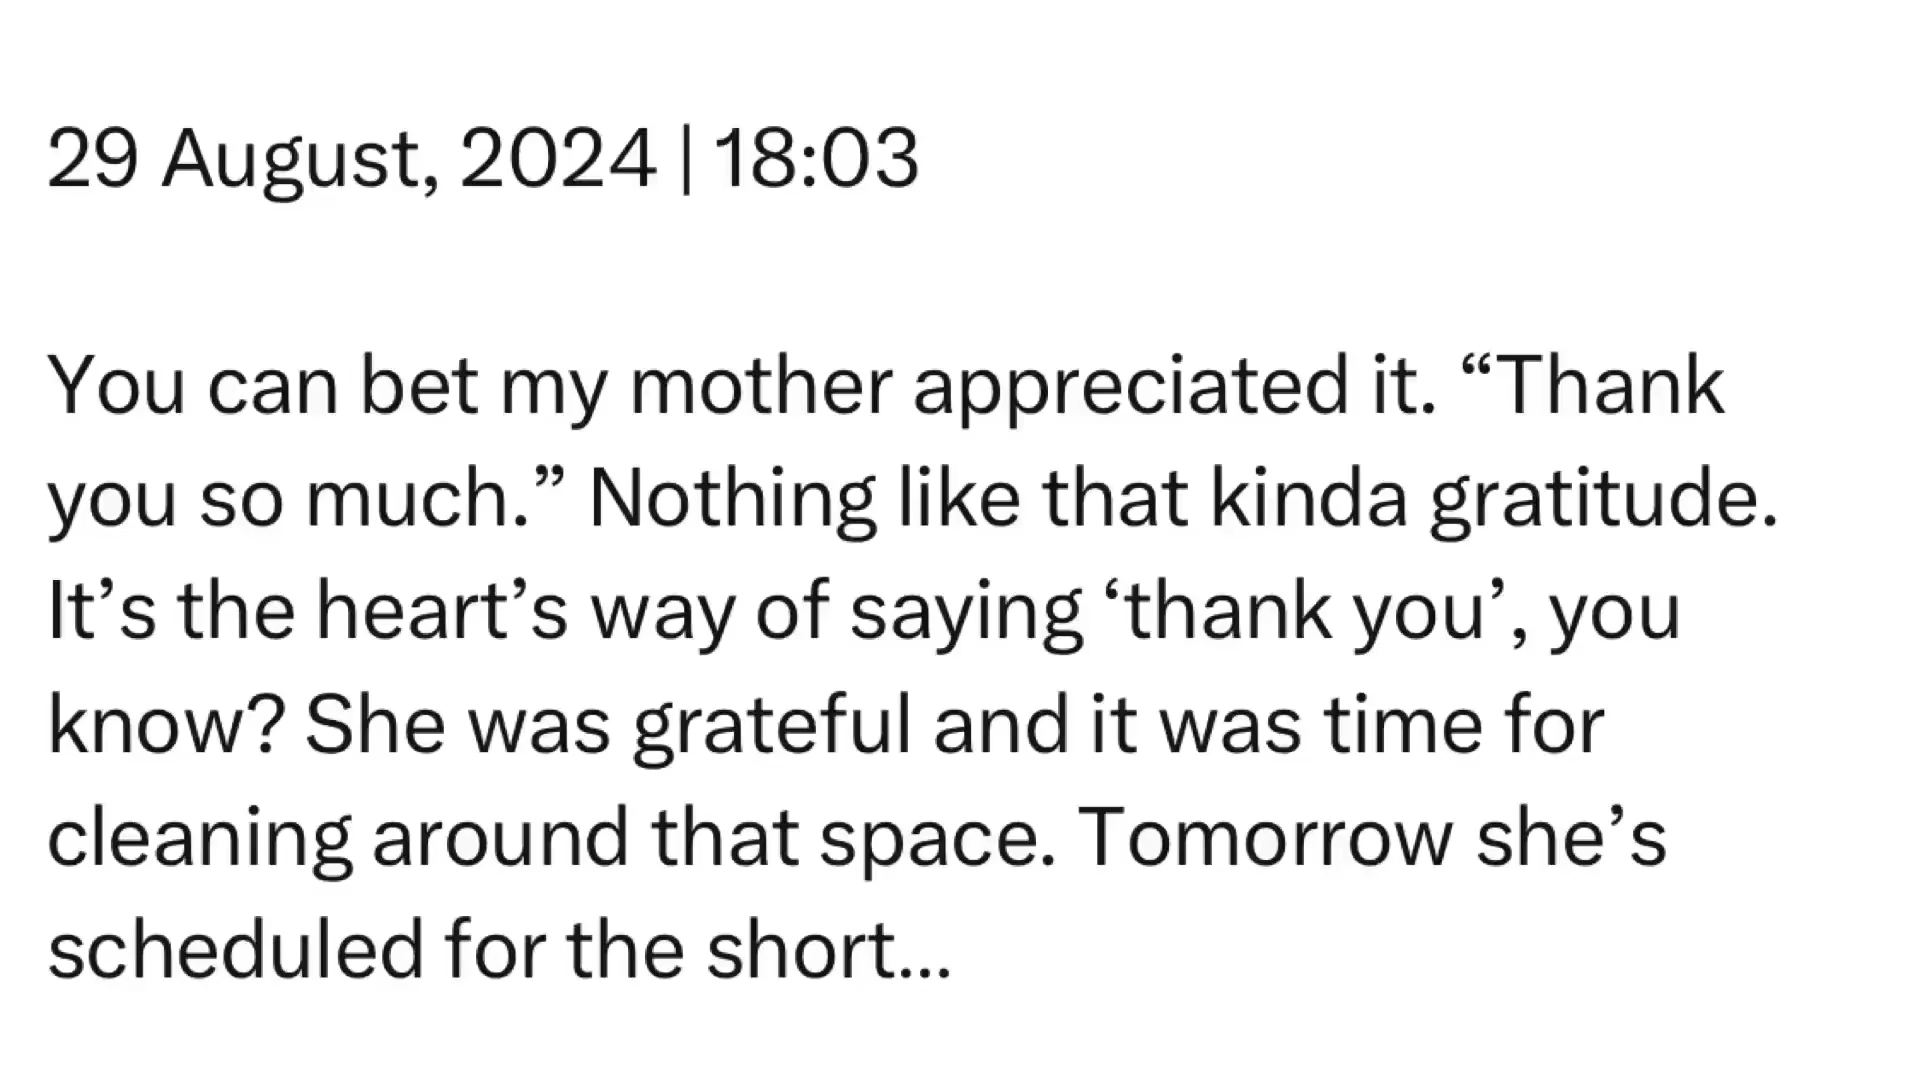 29 August, 2024 | 18:03
You can bet my mother appreciated it. “Thank
you so much.” Nothing like that kinda gratitude.
It’s the heart’s way of saying ‘thank you’, you
know? She was grateful and it was time for
cleaning around that space. Tomorrow she’s
scheduled for the short...